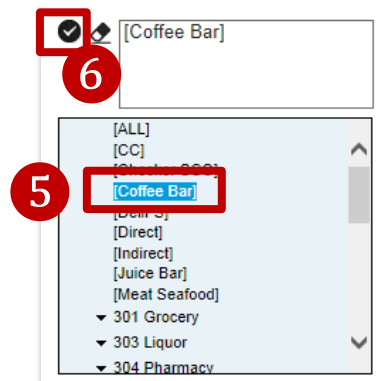 [Coffee Bar]
6
[ALL]
[CC]
5
[Coffee Bar]
[Direct]
[Indirect]
[Juice Bar]
[Meat Seafood]
301 Grocery
303 Liquor
304 Pharmacy